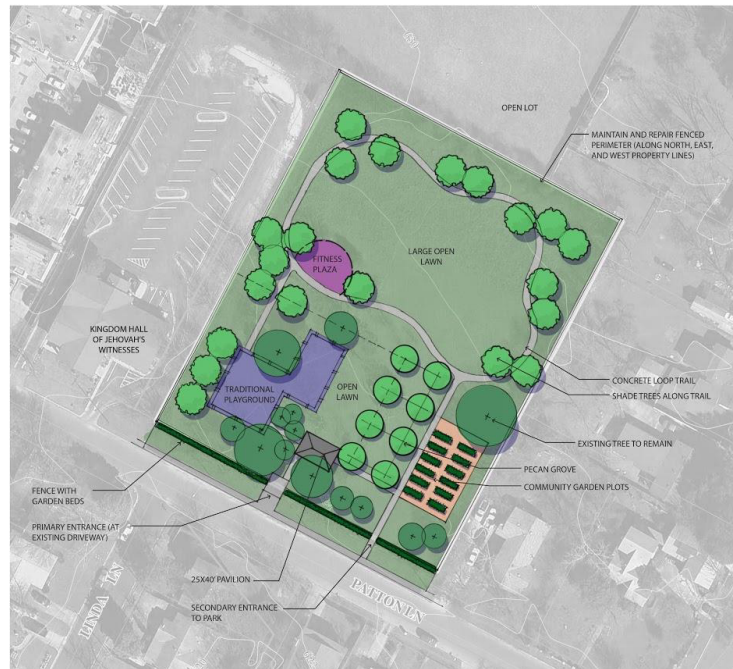 OPEN LOT
MAINTAIN AND REPAIR FENCED
PERIMETER (ALONG NORTH, EAST,
AND WEST PROPERTY LINES)
LARGE OPEN
LAWN
FITNESS
PLAZA
KINGDOM HALL
OF JEHOVAH'S
WITNESSES
TRADITIONAL
PLAYGROUND
OPEN
LAWN
CONCRETE LOOP TRAIL
SHADE TREES ALONG TRAIL
EXISTING TREE TO REMAIN
PECAN GROVE
COMMUNITY GARDEN PLOTS
FENCE WITH
GARDEN BEDS
PRIMARY ENTRANCE (AT
EXISTING DRIVEWAY)
25X40' PAVILION
SECONDARY ENTRANCE
TO PARK
LINDA LN
PATTON LN